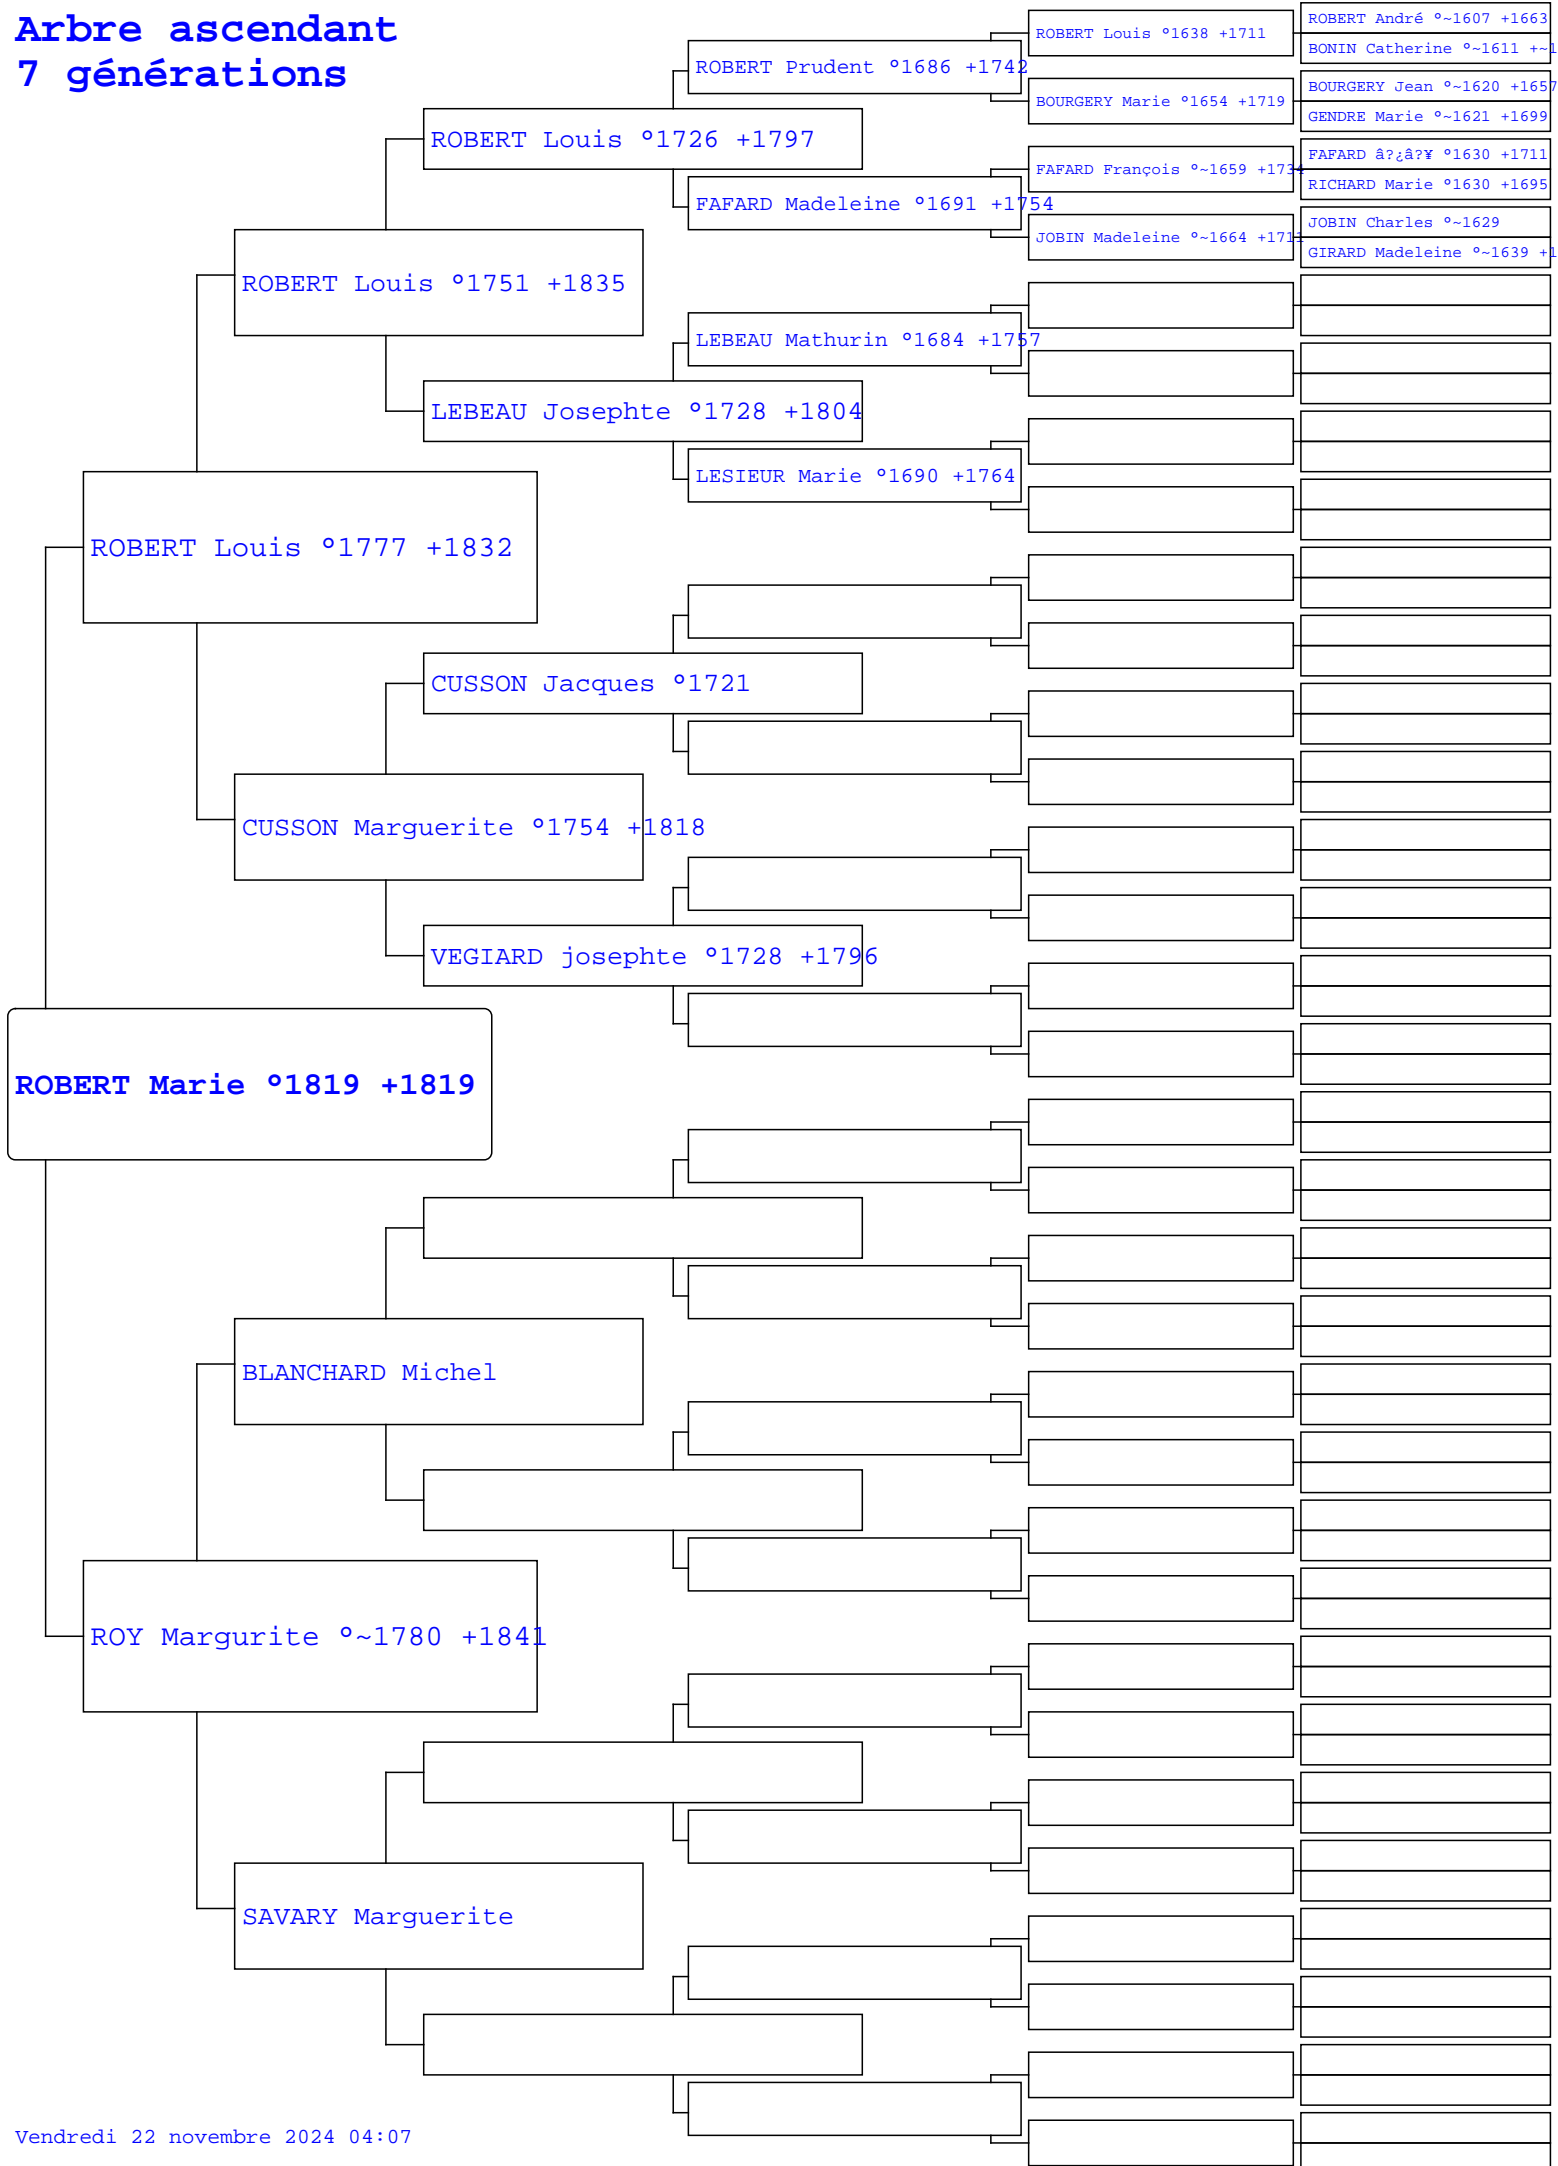 Arbre ascendant
7 générations
ROBERT André °~1607 +1663
ROBERT Louis °1638 +1711
BONIN Catherine °~1611 +~1
ROBERT Prudent °1686 +1742
BOURGERY Jean °~1620 +1657
BOURGERY Marie °1654 +1719
GENDRE Marie °~1621 +1699
ROBERT Louis °1726 +1797
FAFARD â?¿â?¥ °1630 +1711
FAFARD François °~1659 +1734
RICHARD Marie °1630 +1695
FAFARD Madeleine °1691 +1754
JOBIN Charles °~1629
JOBIN Madeleine °~1664 +1711
GIRARD Madeleine °~1639 +1
ROBERT Louis °1751 +1835
LEBEAU Mathurin °1684 +1757
LEBEAU Josephte °1728 +1804
LESIEUR Marie °1690 +1764
ROBERT Louis °1777 +1832
CUSSON Jacques °1721
CUSSON Marguerite °1754 +1818
VEGIARD josephte °1728 +1796
ROBERT Marie °1819 +1819
BLANCHARD Michel
ROY Margurite °~1780 +1841
SAVARY Marguerite
Vendredi 22 novembre 2024 04:07